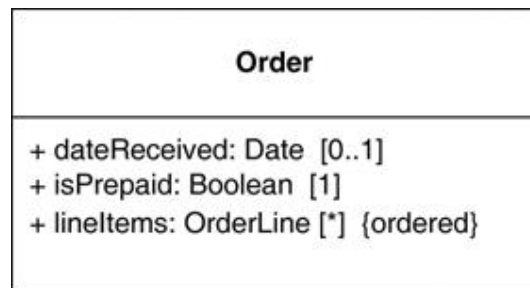 Order
+ dateReceived: Date [0..1]
+ isPrepaid: Boolean [1]
+ lineItems: OrderLine [*] {ordered}